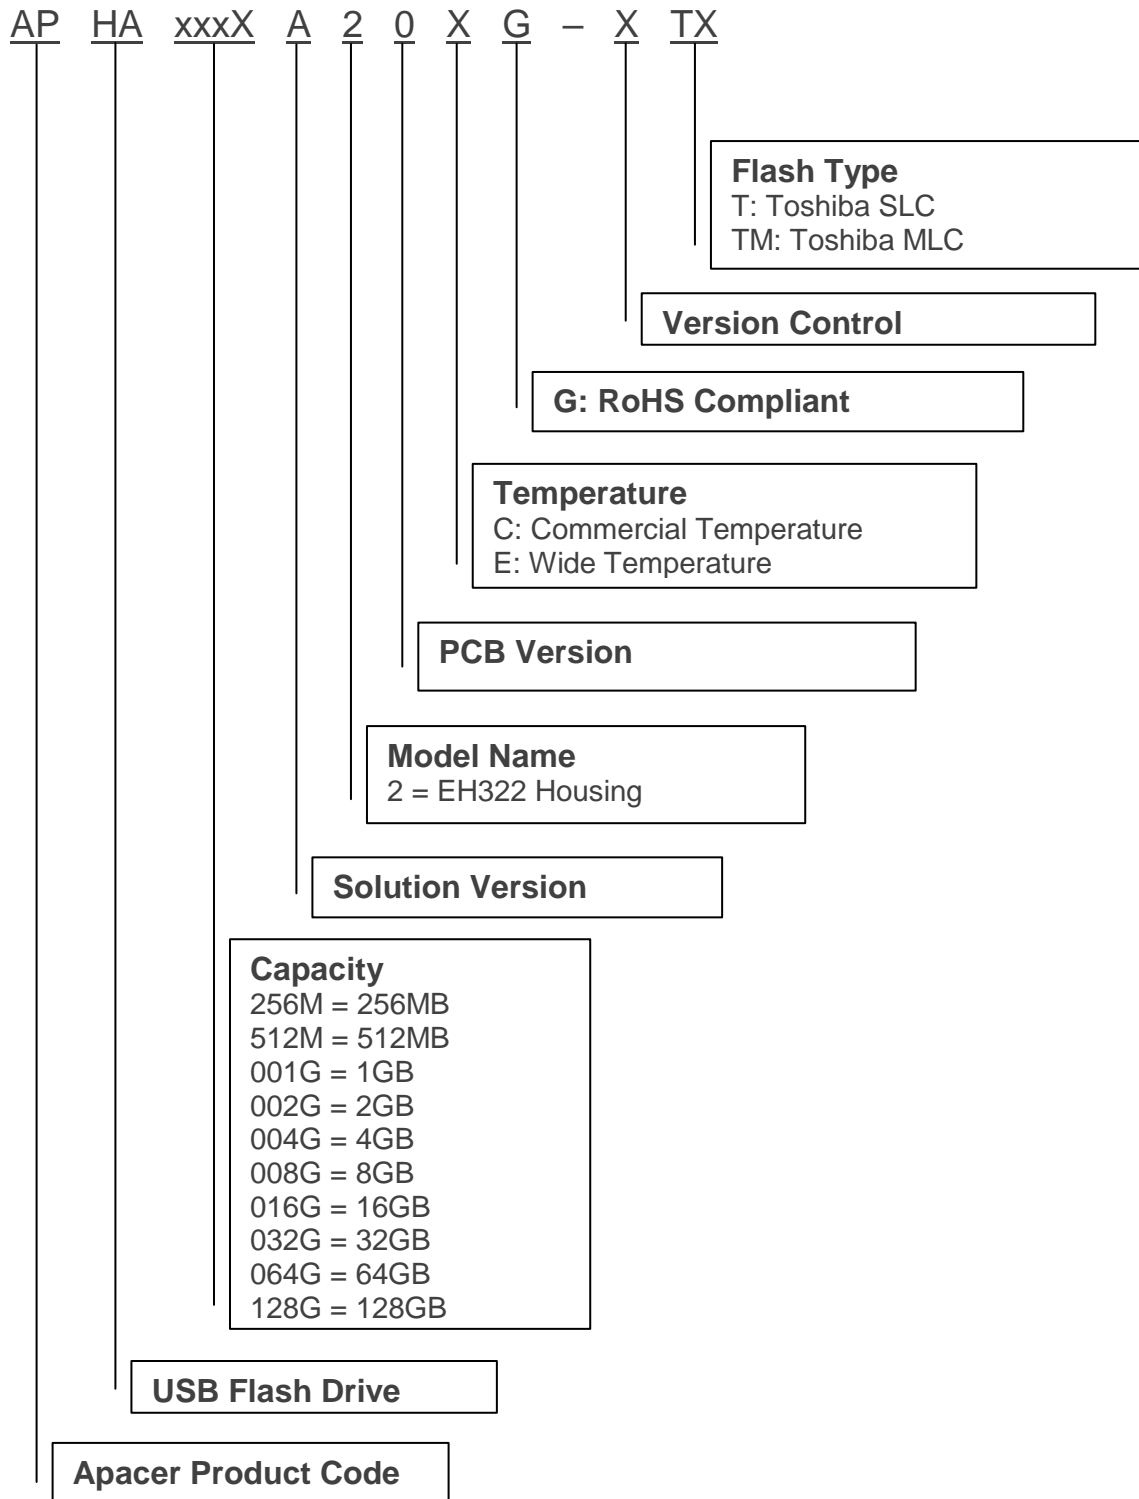 AP HA xxxX A 2 0 X G – X TX
Flash Type
T: Toshiba SLC
TM: Toshiba MLC
Version Control
G: RoHS Compliant
Temperature
C: Commercial Temperature
E: Wide Temperature
PCB Version
Model Name
2 = EH322 Housing
Solution Version
Capacity
256M = 256MB
512M = 512MB
001G = 1GB
002G = 2GB
004G = 4GB
008G = 8GB
016G = 16GB
032G = 32GB
064G = 64GB
128G = 128GB
USB Flash Drive
Apacer Product Code